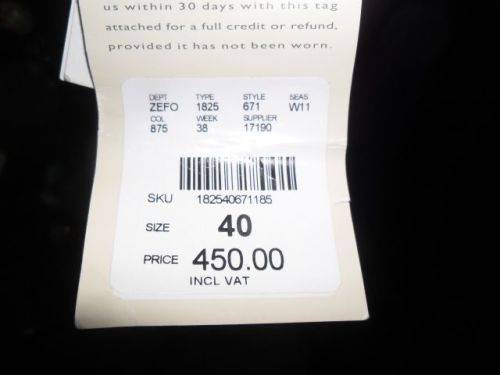 us within 30 days with this tag
attached for a full credit or refund,
provided it has not been worn.
DEPT TYPE STYLE SEAS
ZEFO 1825 671 W11
COL WEEK SUPPLIER
875 38 17190
SKU 182540671185
SIZE 40
PRICE 450.00
INCL VAT